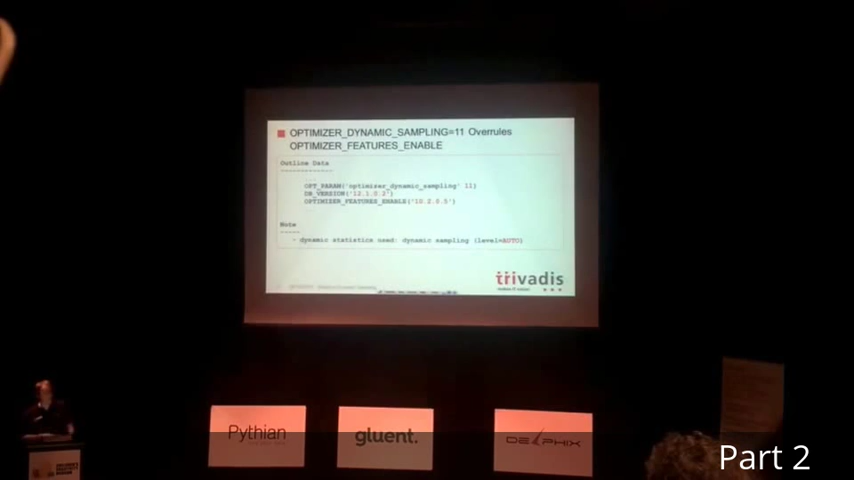 OPTIMIZER_DYNAMIC_SAMPLING=11 Overrules
OPTIMIZER_FEATURES_ENABLE
Outline Data
-------------
OPT_PARAM('optimizer_dynamic_sampling' 11)
DB_VERSION('12.1.0.2')
OPTIMIZER_FEATURES_ENABLE('10.2.0.5')
Note
-----
- dynamic statistics used: dynamic sampling (level=AUTO)
trivadis
Pythian
gluent.
DELPHIX
Part 2